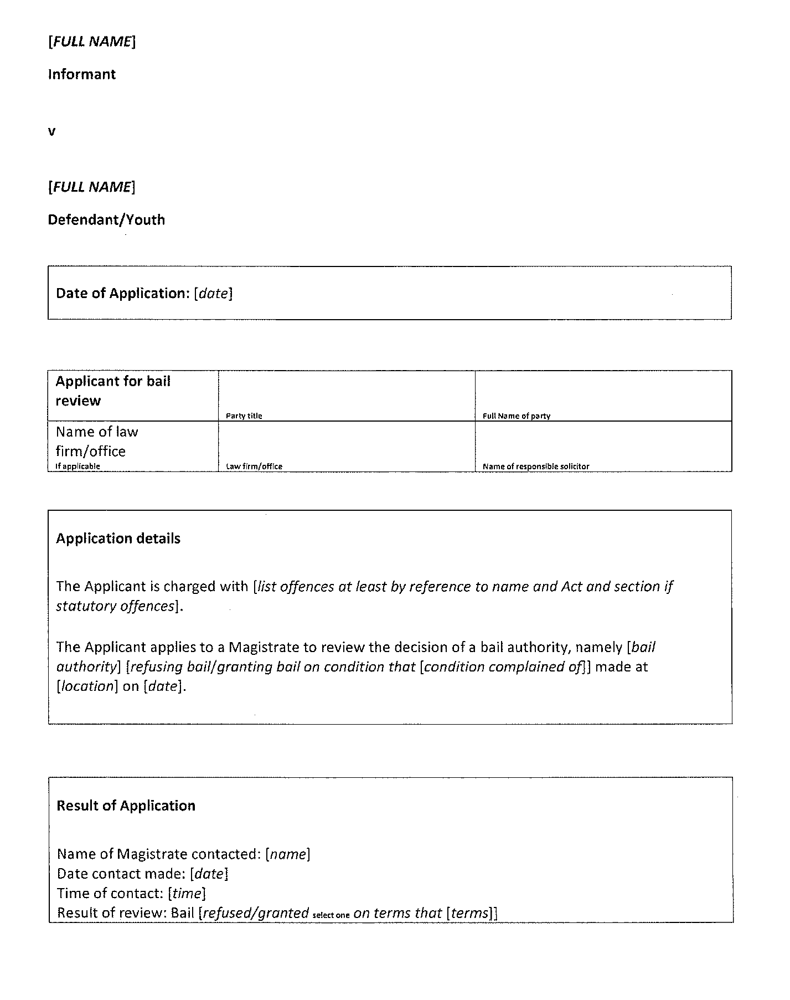 [FULL NAME]
Informant
v
[FULL NAME]
Defendant/Youth
Date of Application: [date]
Applicant for bail
review
Party title
Full Name of party
Name of law
firm/office
If applicable
Law firm/office
Name of responsible solicitor
Application details
The Applicant is charged with [list offences at least by reference to name and Act and section if
statutory offences].
The Applicant applies to a Magistrate to review the decision of a bail authority, namely [bail
authority] [refusing bail/granting bail on condition that [condition complained of]] made at
[location] on [date].
Result of Application
Name of Magistrate contacted: [name]
Date contact made: [date]
Time of contact: [time]
Result of review: Bail [refused/granted select one on terms that [terms]]